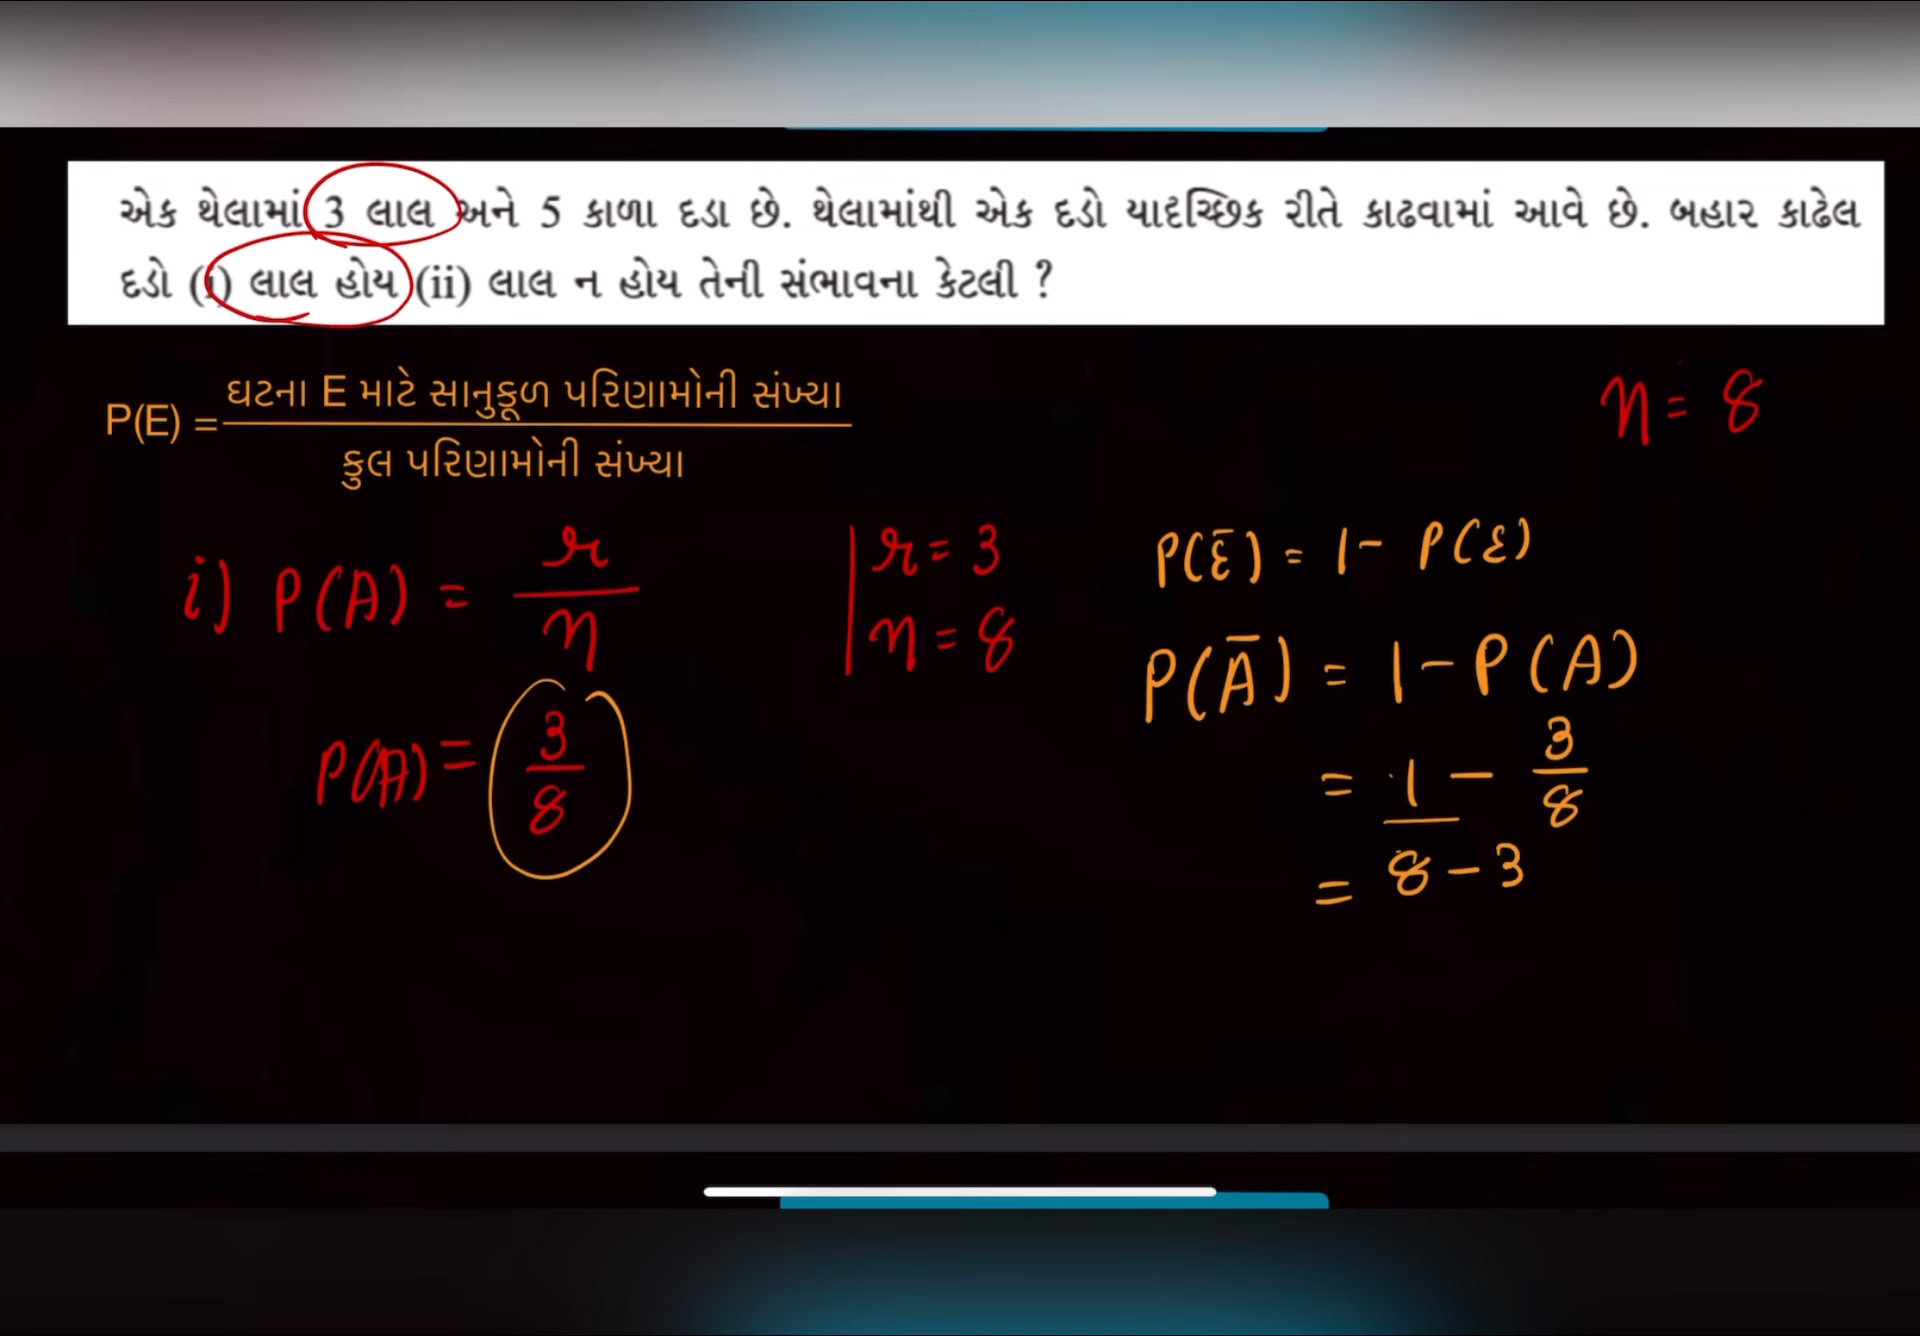 એક થેલામાં 3 લાલ અને 5 કાળા દડા છે. થેલામાંથી એક દડો યાદૃચ્છિક રીતે કાઢવામાં આવે છે. બહાર કાઢેલ
દડો (i) લાલ હોય (ii) લાલ ન હોય તેની સંભાવના કેટલી ?
P(E) = ઘટના E માટે સાનુકૂળ પરિણામોની સંખ્યા
કુલ પરિણામોની સંખ્યા
n = 8
i) P(A) = r/n
r = 3
n = 8
P(A) = 3/8
P(Ē) = 1 - P(E)
P(Ā) = 1 - P(A)
= 1 - 3/8
= 8 - 3